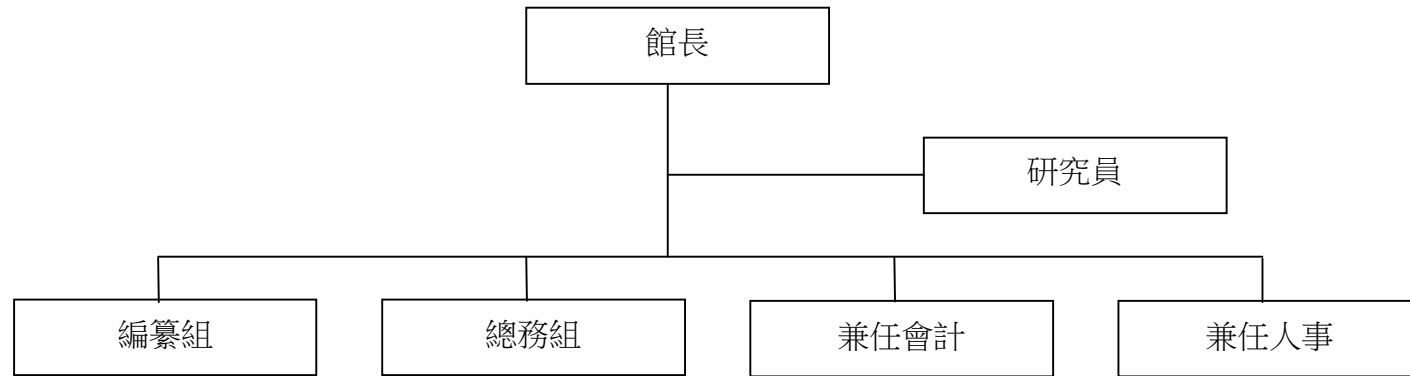 館長
研究員
編纂組
總務組
兼任會計
兼任人事